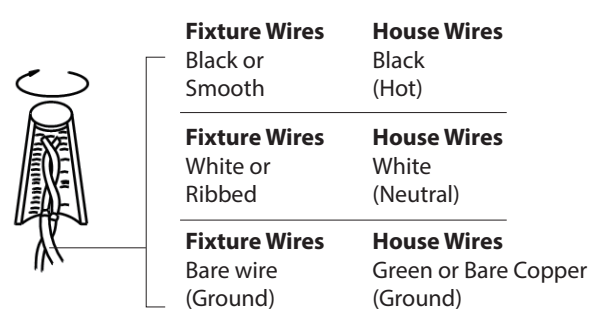 Fixture Wires House Wires
Black or Black
Smooth (Hot)
Fixture Wires House Wires
White or White
Ribbed (Neutral)
Fixture Wires House Wires
Bare wire Green or Bare Copper
(Ground) (Ground)